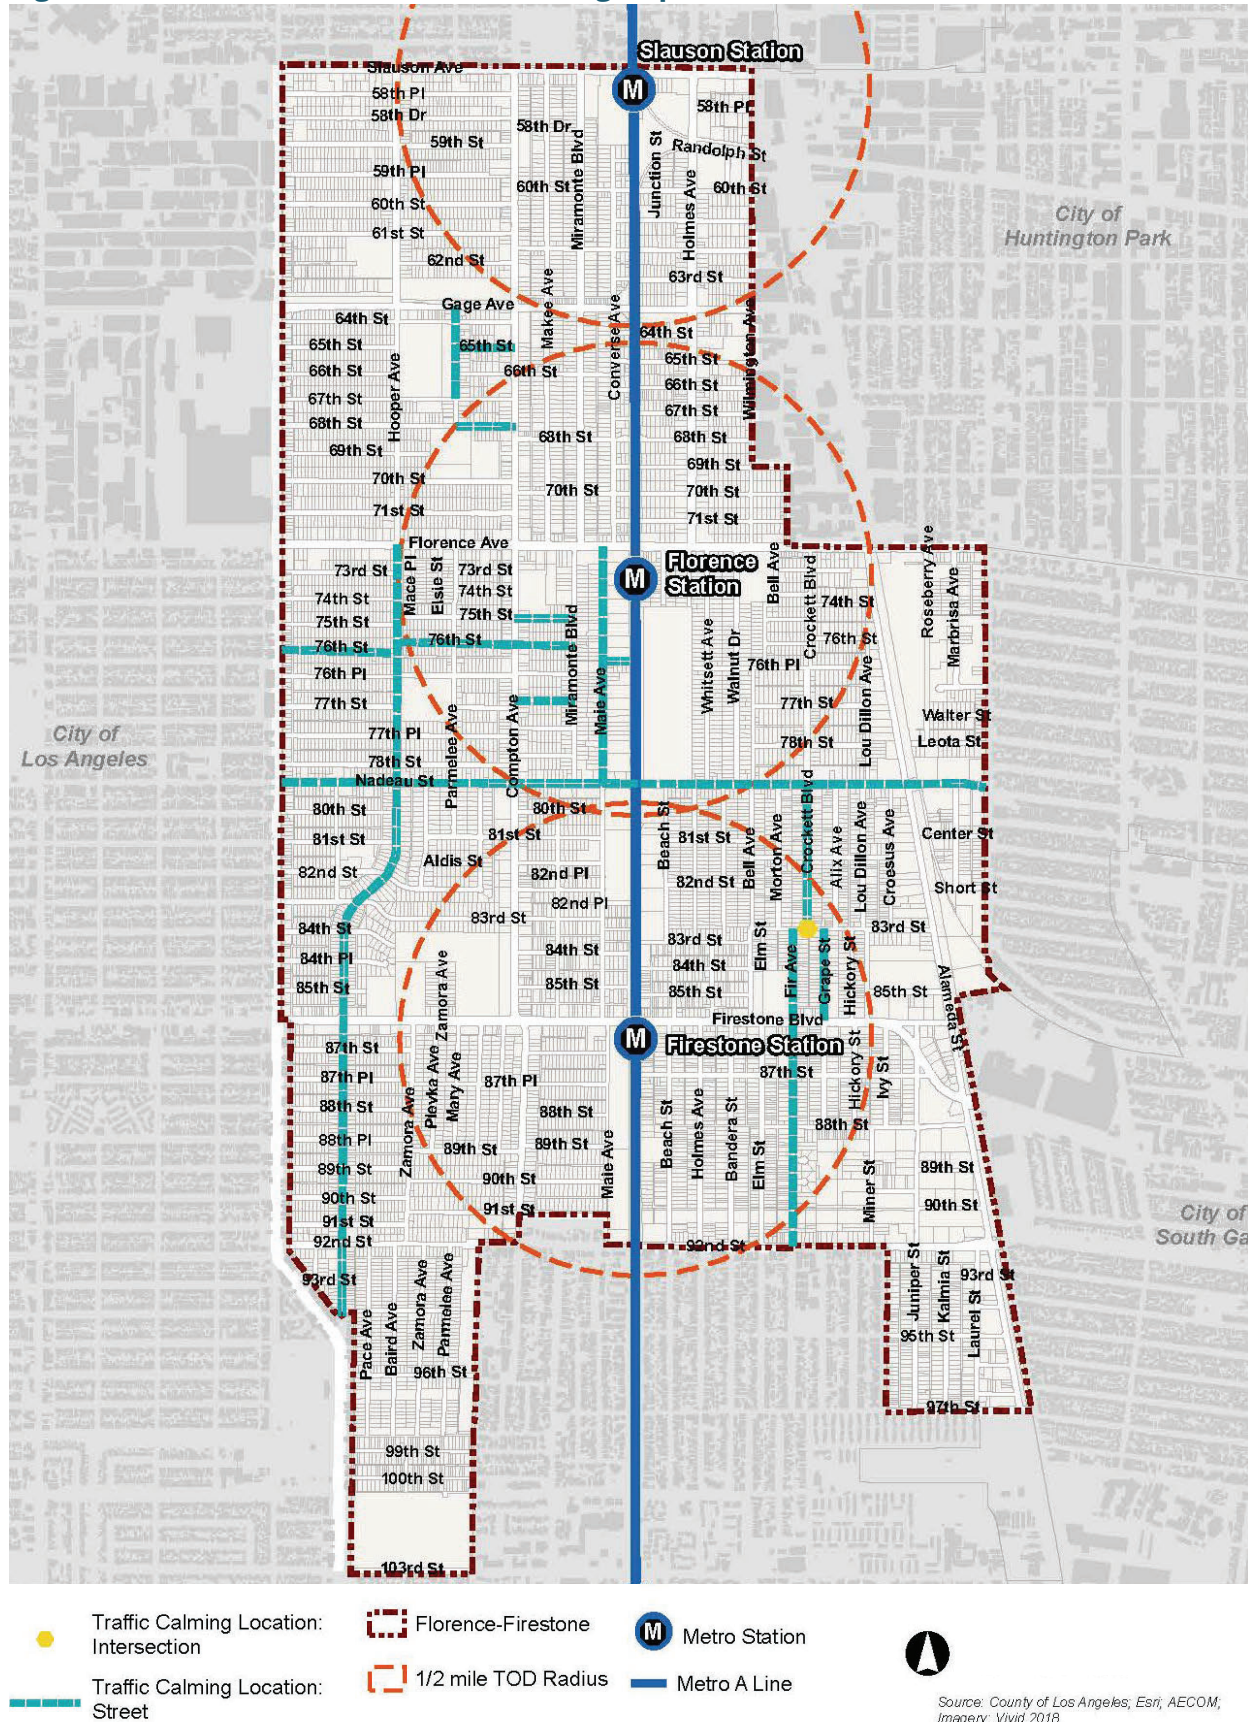 Slauson Station
Slauson Ave
M
58th Pl
58th Pl
58th Dr
58th Dr
59th St
Randolph St
Junction St
Miramonte Blvd
59th Pl
60th St
60th St
Holmes Ave
60th St
61st St
City of
Huntington Park
62nd St
63rd St
Gage Ave
Makee Ave
Converse Ave
64th St
64th St
Wilmington Ave
65th St
65th St
65th St
66th St
66th St
66th St
Hooper Ave
67th St
67th St
68th St
68th St
68th St
69th St
69th St
70th St
70th St
70th St
71st St
71st St
Florence Ave
Florence
Station
M
73rd St
Mace Pl
Elsie St
73rd St
Bell Ave
Crockett Blvd
Roseberry Ave
Marbrisa Ave
74th St
74th St
74th St
75th St
75th St
76th St
76th St
76th St
Miramonte Blvd
Maie Ave
Whitsett Ave
Walnut Dr
76th Pl
76th Pl
Lou Dillon Ave
77th St
77th St
Walter St
City of
Los Angeles
77th Pl
Parmelee Ave
Compton Ave
78th St
Leota St
78th St
Nadeau St
80th St
80th St
Beach St
Crockett Blvd
81st St
81st St
81st St
Bell Ave
Morton Ave
Alix Ave
Lou Dillon Ave
Croesus Ave
Center St
Aldis St
82nd St
82nd Pl
82nd St
Short St
82nd Pl
83rd St
84th St
83rd St
Elm St
83rd St
84th St
84th Pl
Zamora Ave
84th St
Fir Ave
Grape St
Hickory St
85th St
85th St
85th St
85th St
Alameda St
Firestone Blvd
M
Firestone Station
87th St
87th St
Hickory St
Ivy St
87th Pl
Plevka Ave
Mary Ave
87th Pl
88th St
88th St
88th St
Zamora Ave
88th Pl
89th St
89th St
Beach St
Holmes Ave
Bandera St
Elm St
89th St
89th St
Maie Ave
Miner St
90th St
90th St
90th St
91st St
91st St
92nd St
92nd St
City of
South Ga
93rd St
Zamora Ave
Parmelee Ave
Juniper St
Kalmia St
93rd St
Laurel St
Pace Ave
Baird Ave
95th St
96th St
97th St
99th St
100th St
103rd St
Traffic Calming Location:
Intersection
Florence-Firestone
M
Metro Station
Traffic Calming Location:
Street
1/2 mile TOD Radius
Metro A Line
Source: County of Los Angeles; Esri; AECOM;
Imagery: Vivid 2018